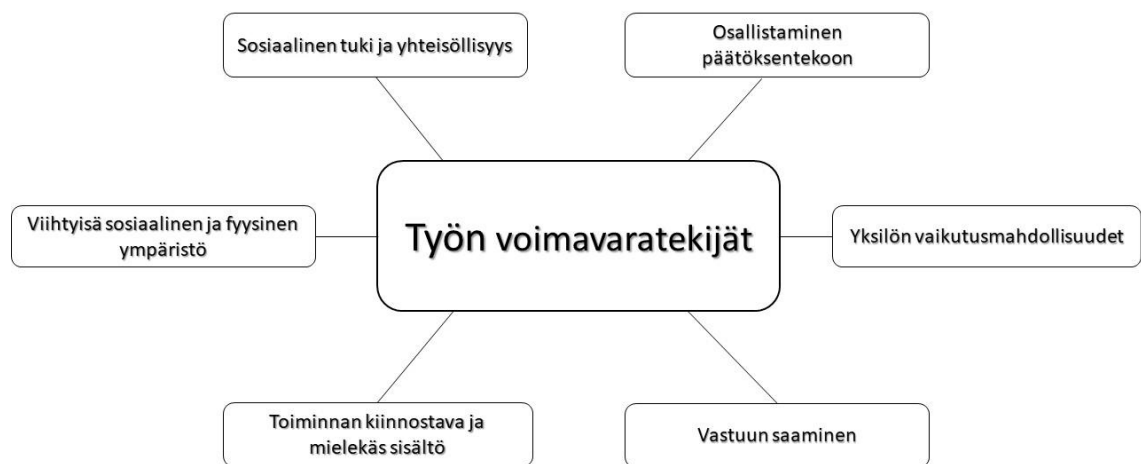 Sosiaalinen tuki ja yhteisöllisyys
Osallistaminen
päätöksentekoon
Viihtyisä sosiaalinen ja fyysinen
ympäristö
Työn voimavaratekijät
Yksilön vaikutusmahdollisuudet
Toiminnan kiinnostava ja
mielekäs sisältö
Vastuun saaminen